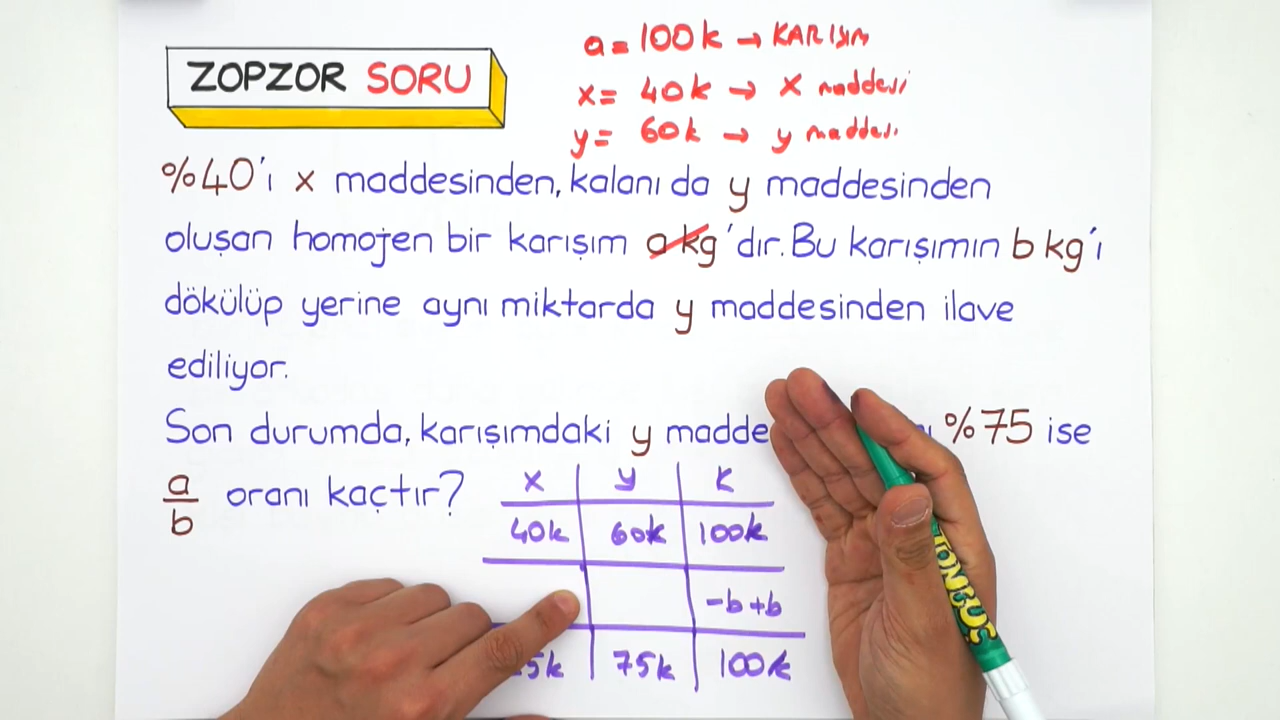 ZOPZOR SORU
a = 100k → KARIŞIM
x = 40k → x maddesi
y = 60k → y maddesi
%40'ı x maddesinden, kalanı da y maddesinden
oluşan homojen bir karışım a kg'dır. Bu karışımın b kg'ı
dökülüp yerine aynı miktarda y maddesinden ilave
ediliyor.
Son durumda, karışımdaki y madde %75 ise
a/b oranı kaçtır?
x y K
40k 60k 100k
-b+b
5k 75k 100k